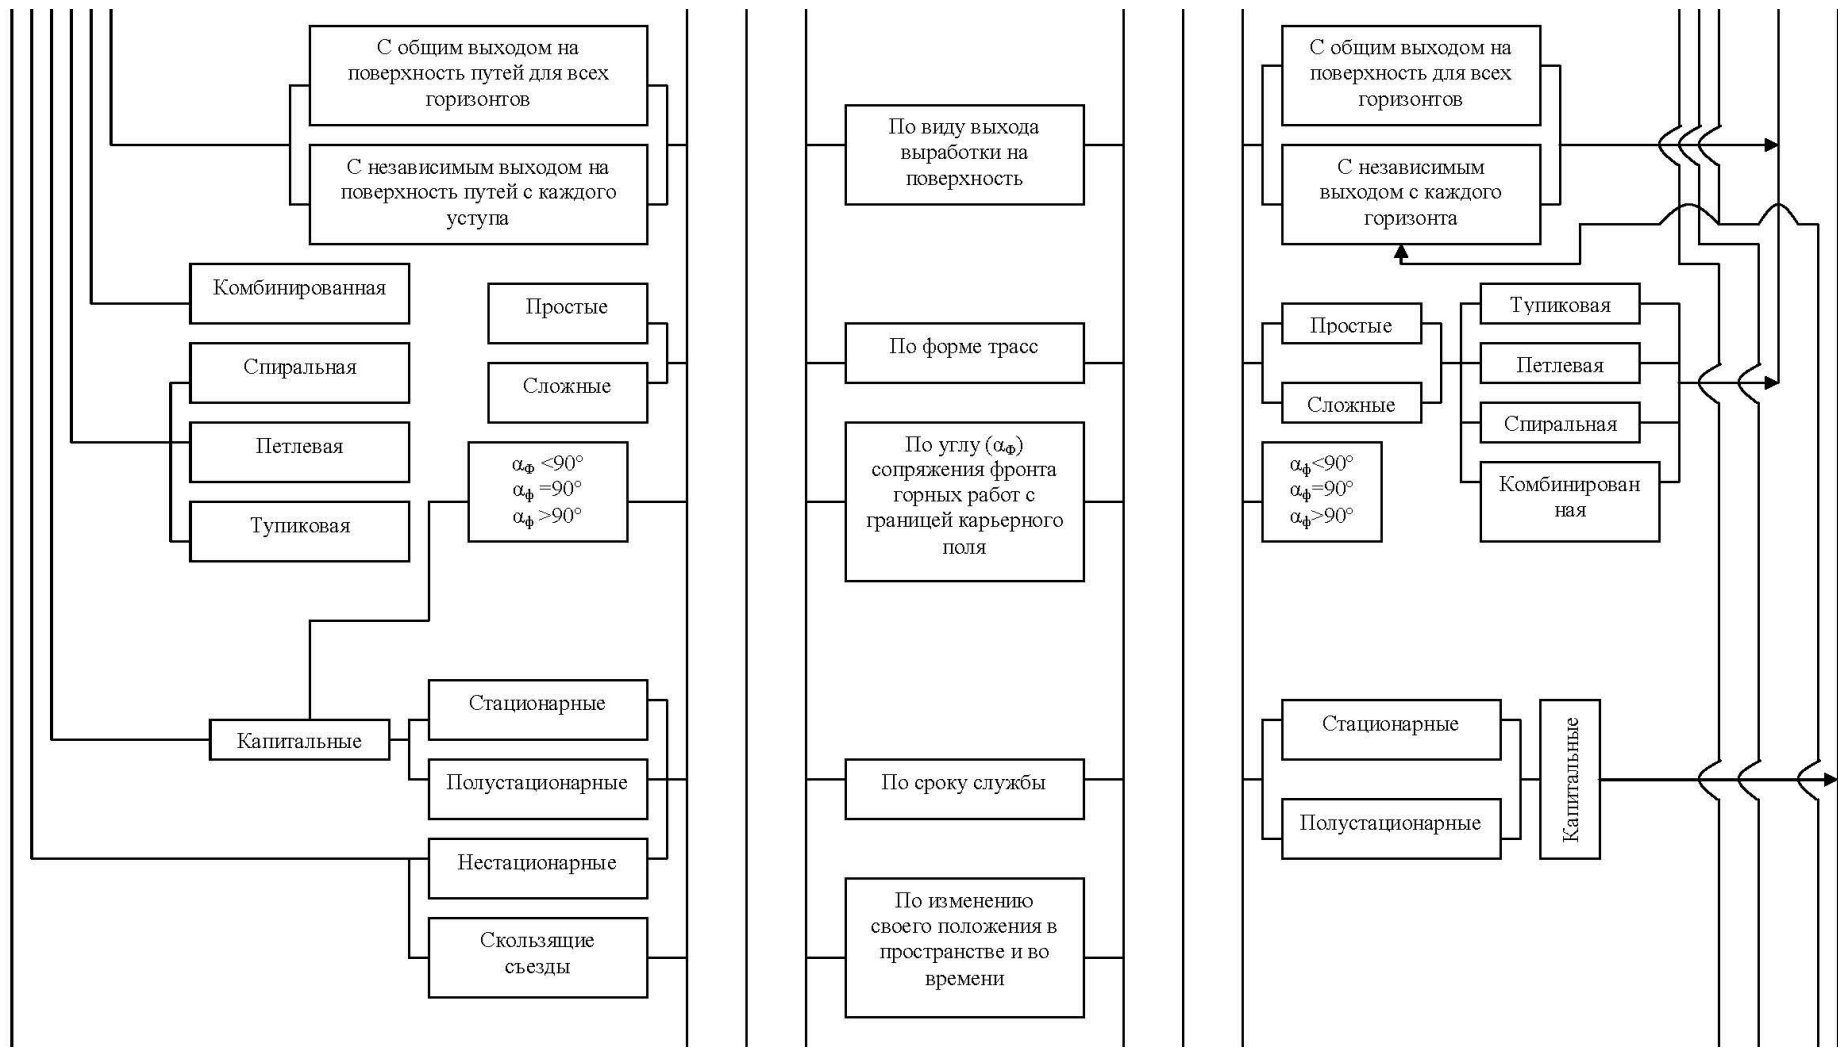 С общим выходом на
поверхность путей для всех
горизонтов
С независимым выходом на
поверхность путей с каждого
уступа
Комбинированная
Спиральная
Петлевая
Тупиковая
Простые
Сложные
αФ <90°
αф =90°
αф >90°
Капитальные
Стационарные
Полустационарные
Нестационарные
Скользящие
съезды
По виду выхода
выработки на
поверхность
По форме трасс
По углу (αФ)
сопряжения фронта
горных работ с
границей карьерного
поля
По сроку службы
По изменению
своего положения в
пространстве и во
времени
С общим выходом на
поверхность для всех
горизонтов
С независимым
выходом с каждого
горизонта
Простые
Сложные
Тупиковая
Петлевая
Спиральная
Комбинирован
ная
αф<90°
αф=90°
αф>90°
Стационарные
Полустационарные
Капитальные